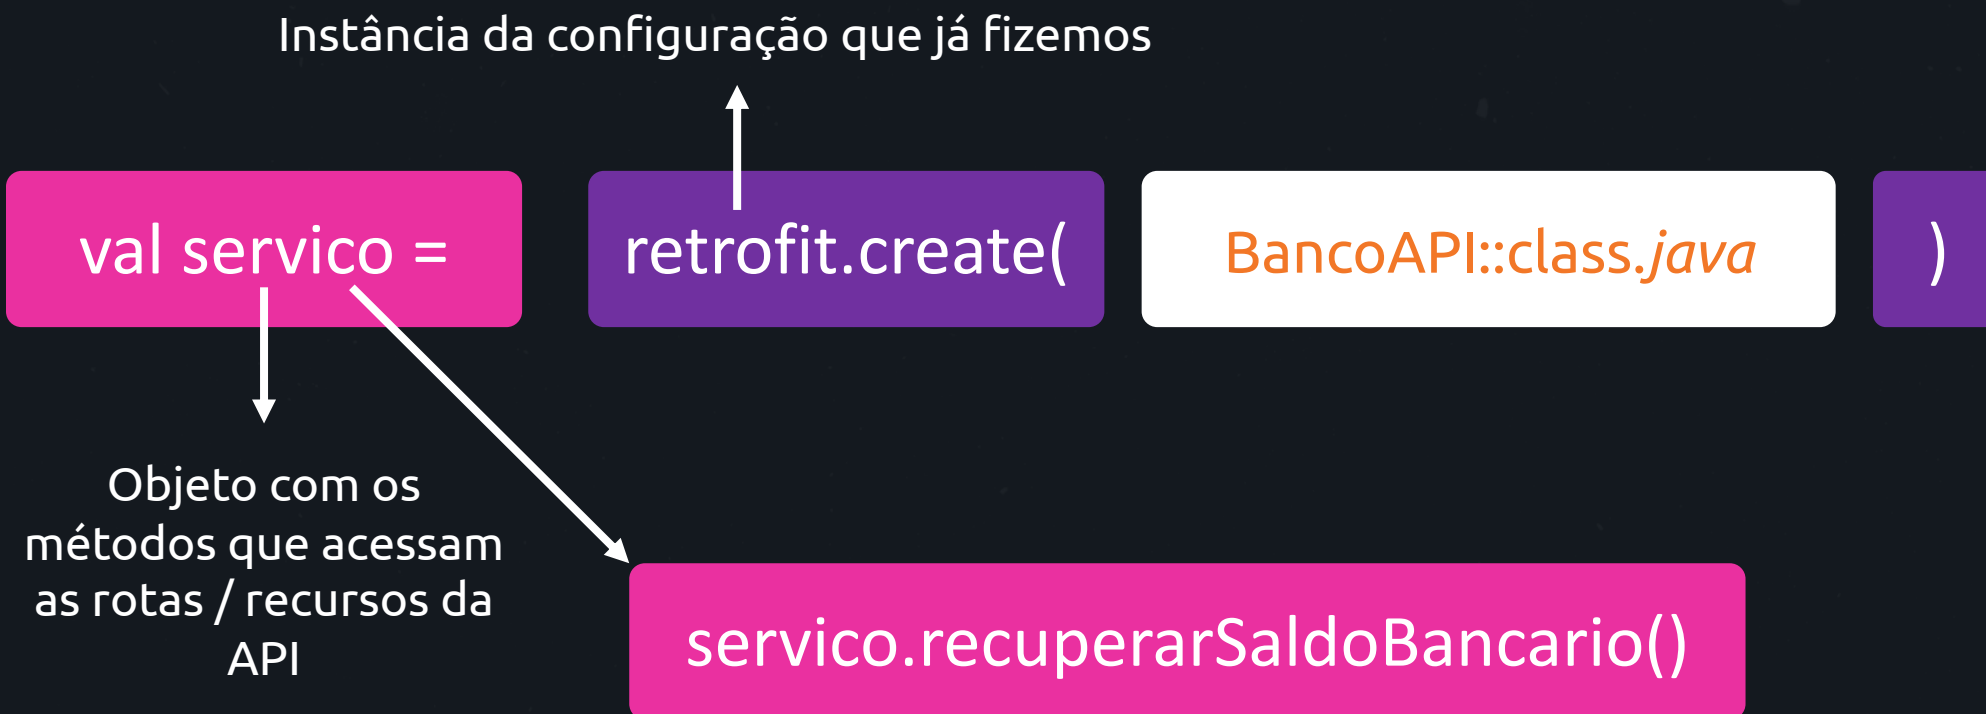 Instância da configuração que já fizemos
val servico =
retrofit.create(
BancoAPI::class.java
)
Objeto com os
métodos que acessam
as rotas / recursos da
API
servico.recuperarSaldoBancario()